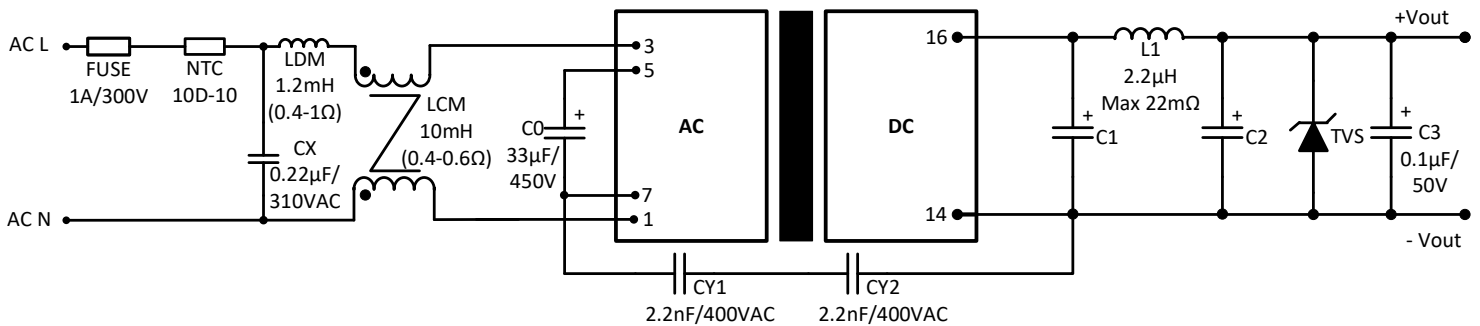 AC L
FUSE
1A/300V
NTC
10D-10
LDM
1.2mH
(0.4-1Ω)
CX
0.22µF/
310VAC
AC N
LCM
10mH
(0.4-0.6Ω)
C0
+
33µF/
450V
3
5
7
1
AC
DC
16
14
CY1
2.2nF/400VAC
CY2
2.2nF/400VAC
+
C1
L1
2.2µH
Max 22mΩ
+
C2
TVS
+
C3
0.1µF/
50V
+Vout
- Vout